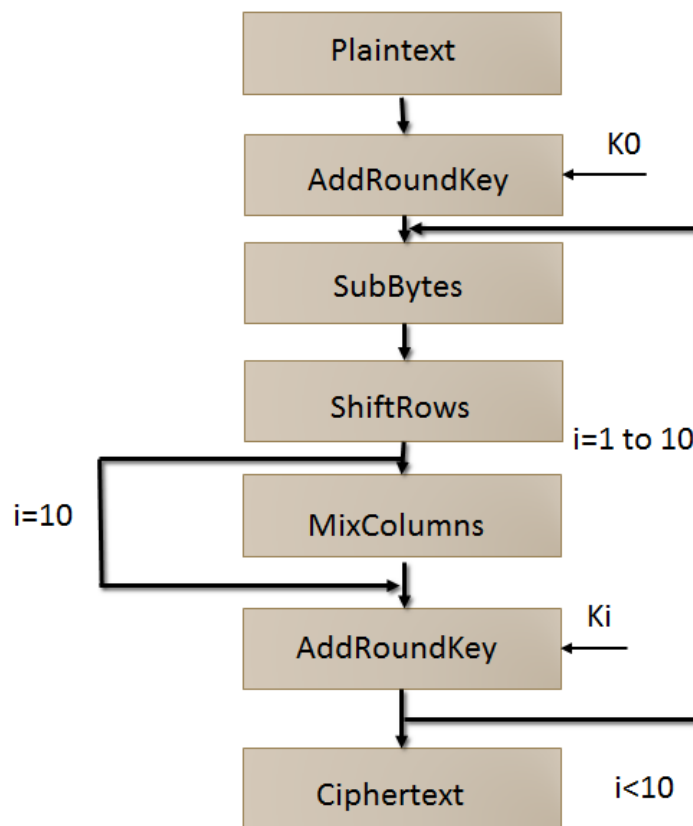 Plaintext
K0
AddRoundKey
SubBytes
ShiftRows
i=1 to 10
i=10
MixColumns
Ki
AddRoundKey
Ciphertext
i<10